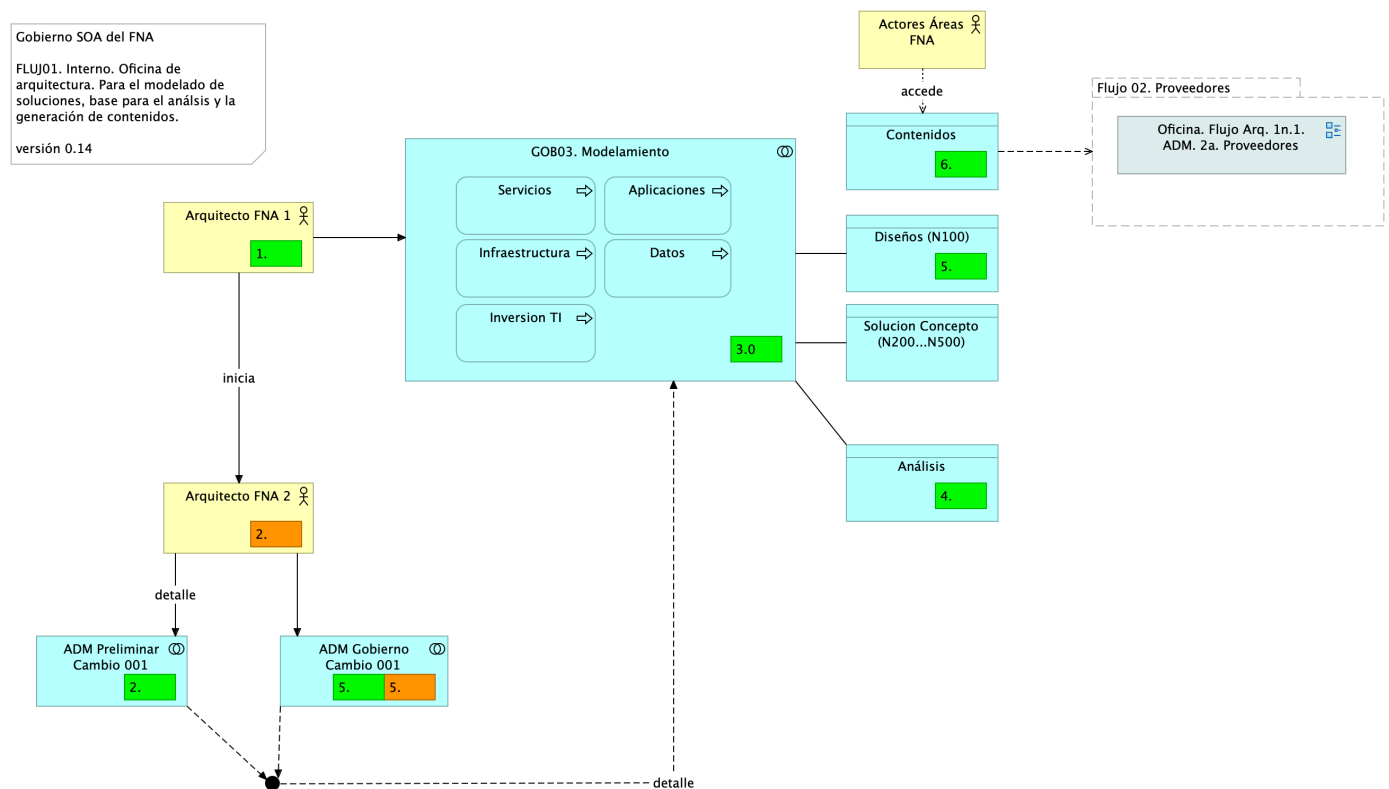 Gobierno SOA del FNA
FLUJ01. Interno. Oficina de
arquitectura. Para el modelado de
soluciones, base para el análsis y la
generación de contenidos.
versión 0.14
Actores Áreas
FNA
accede
Contenidos
6.
Flujo 02. Proveedores
Oficina. Flujo Arq. 1n.1.
ADM. 2a. Proveedores
GOB03. Modelamiento
Servicios
Aplicaciones
Infraestructura
Datos
Inversion TI
3.0
Arquitecto FNA 1
1.
Diseños (N100)
5.
Solucion Concepto
(N200...N500)
Análisis
4.
inicia
Arquitecto FNA 2
2.
detalle
ADM Preliminar
Cambio 001
2.
ADM Gobierno
Cambio 001
5.
5.
detalle